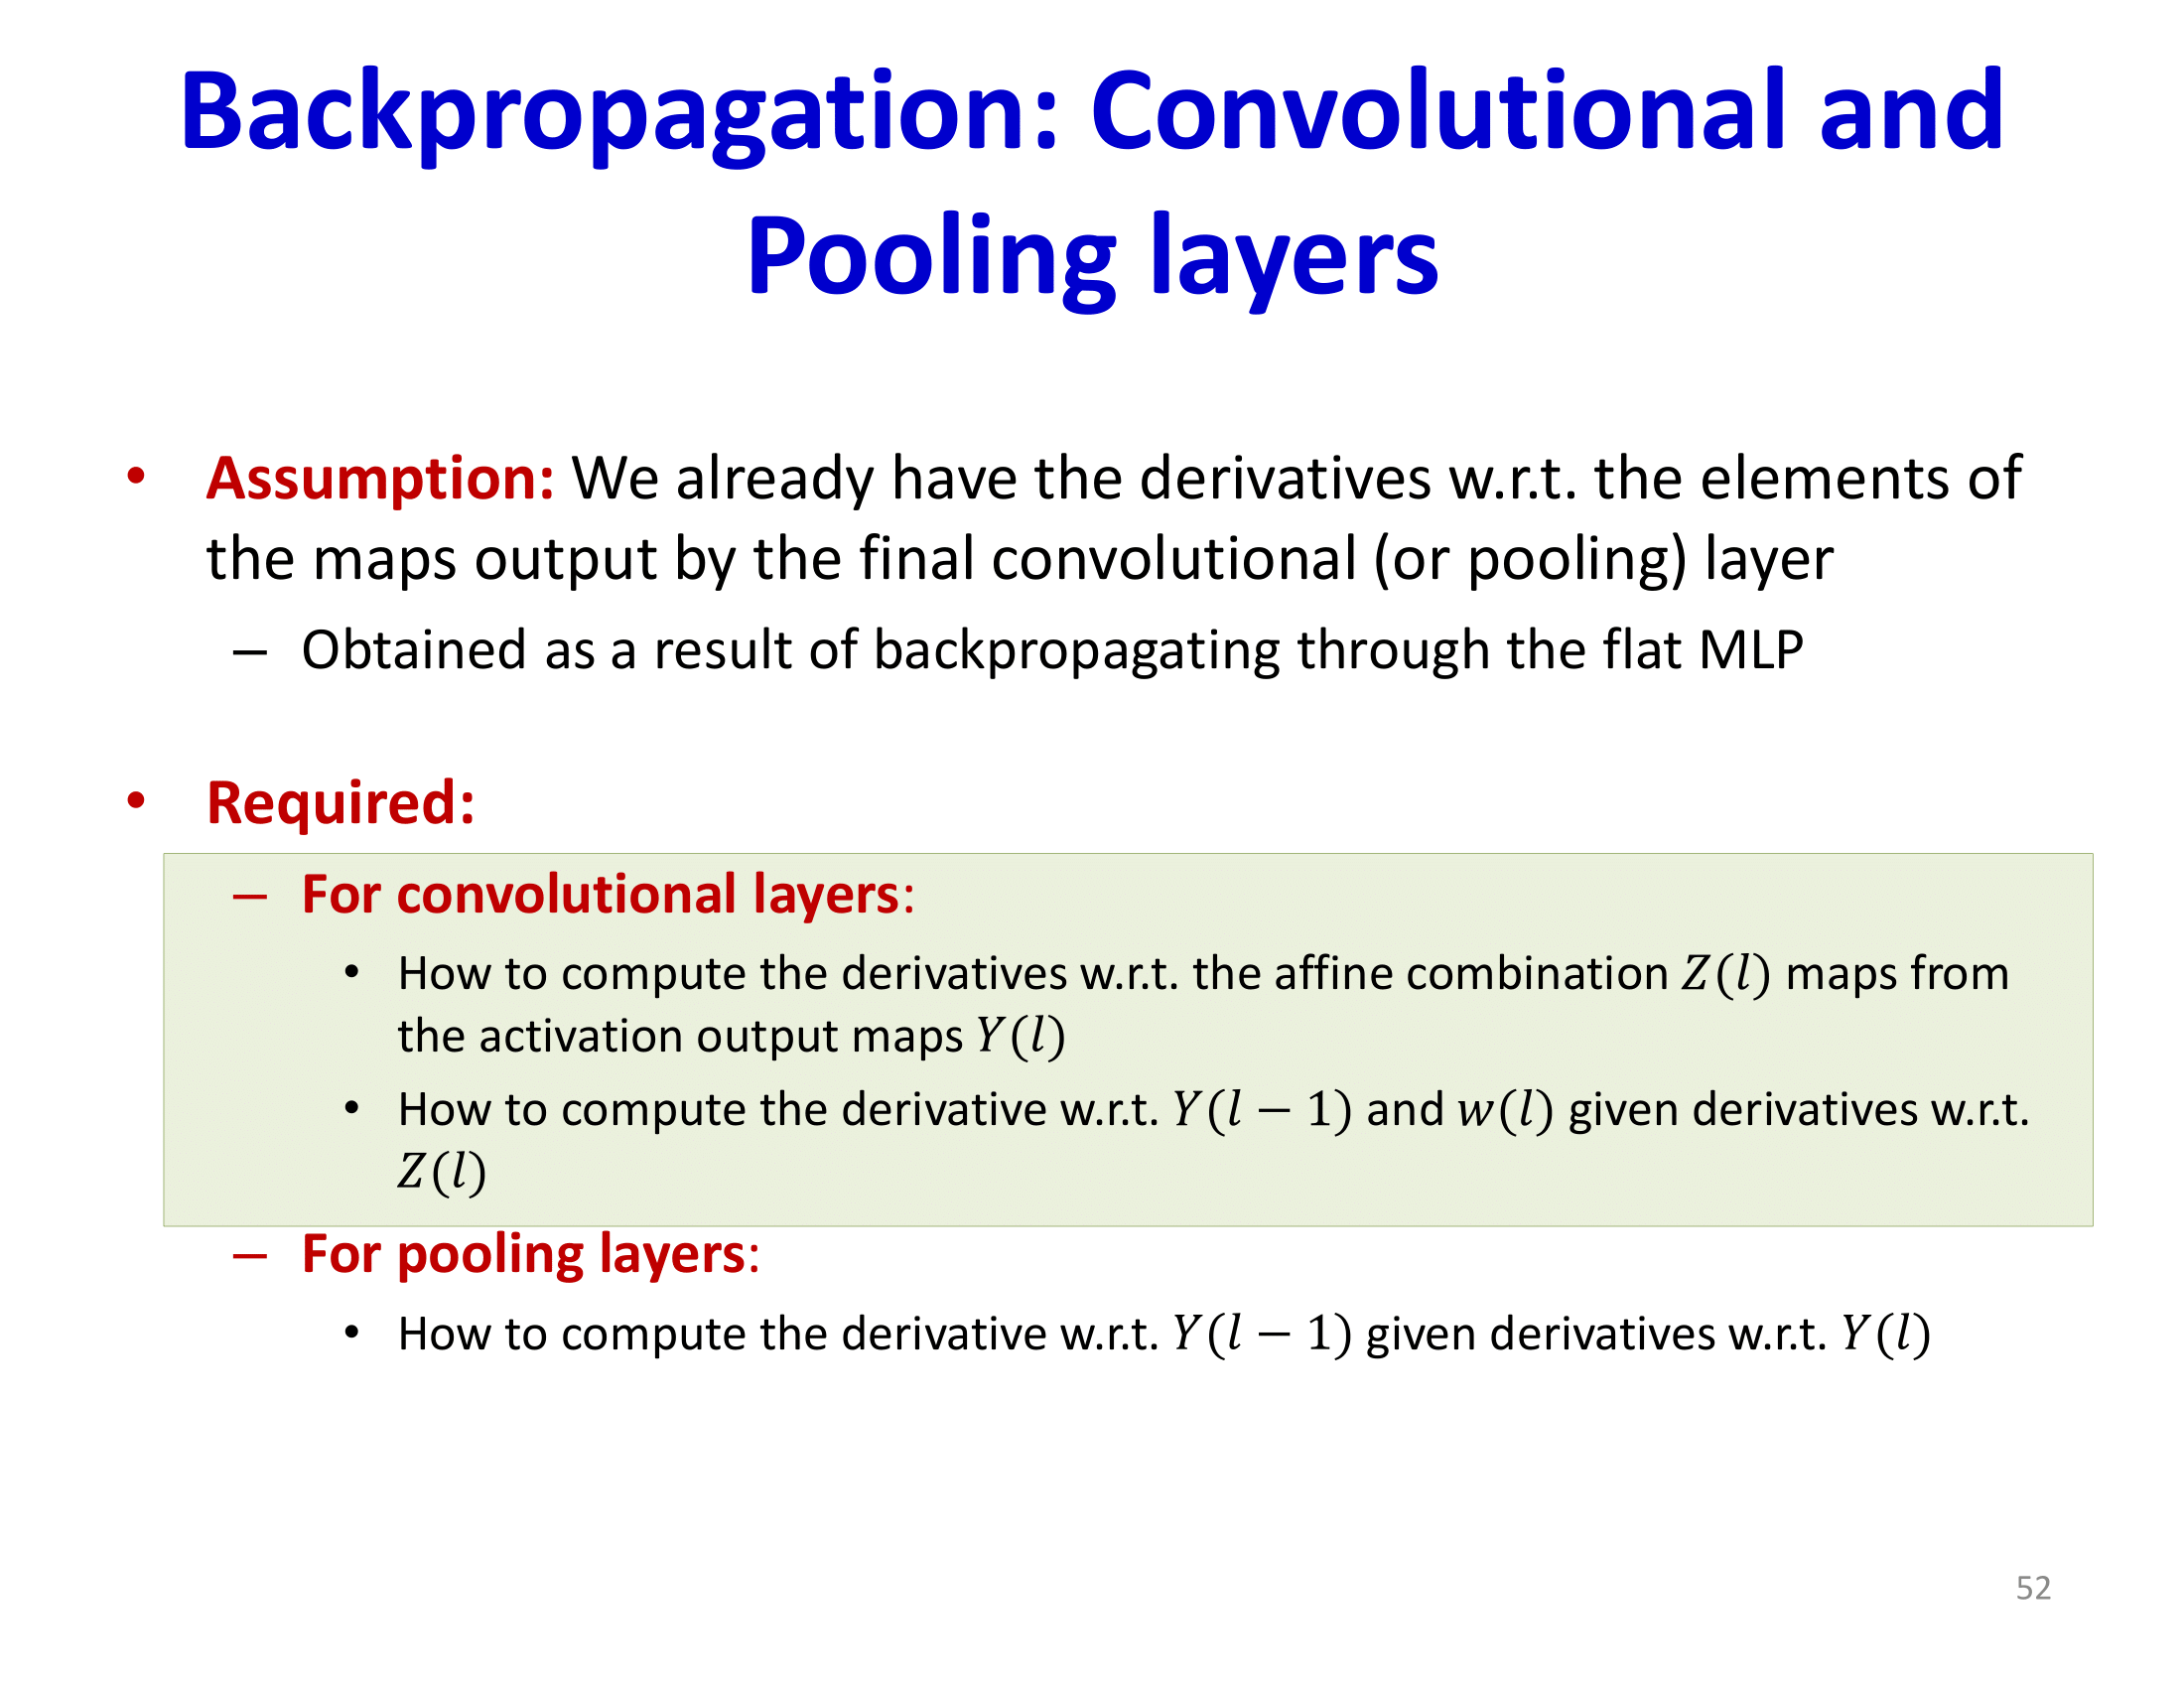 Backpropagation: Convolutional and
Pooling layers
• Assumption: We already have the derivatives w.r.t. the elements of
the maps output by the final convolutional (or pooling) layer
– Obtained as a result of backpropagating through the flat MLP
• Required:
– For convolutional layers:
• How to compute the derivatives w.r.t. the affine combination Z(l) maps from
the activation output maps Y(l)
• How to compute the derivative w.r.t. Y(l − 1) and w(l) given derivatives w.r.t.
Z(l)
– For pooling layers:
• How to compute the derivative w.r.t. Y(l − 1) given derivatives w.r.t. Y(l)
52